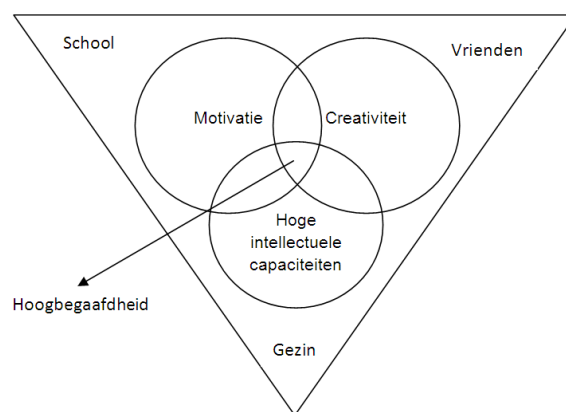 School
Vrienden
Motivatie
Creativiteit
Hoge
intellectuele
capaciteiten
Hoogbegaafdheid
Gezin